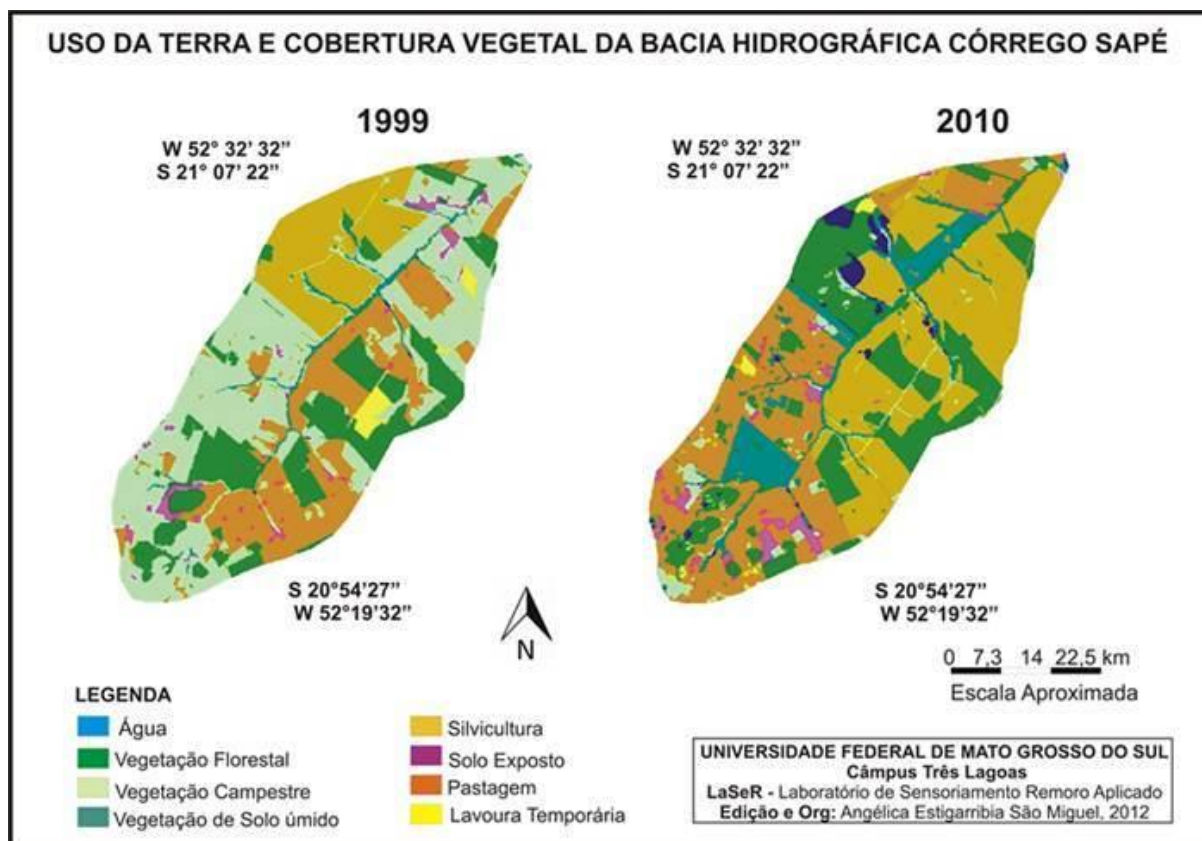 USO DA TERRA E COBERTURA VEGETAL DA BACIA HIDROGRÁFICA CÓRREGO SAPÉ
1999
W 52° 32' 32”
S 21° 07' 22”
2010
W 52° 32' 32”
S 21° 07' 22”
S 20°54'27”
W 52°19'32”
S 20°54'27”
W 52°19'32”
N
0 7,3 14 22,5 km
Escala Aproximada
LEGENDA
Água
Vegetação Florestal
Vegetação Campestre
Vegetação de Solo úmido
Silvicultura
Solo Exposto
Pastagem
Lavoura Temporária
UNIVERSIDADE FEDERAL DE MATO GROSSO DO SUL
Câmpus Três Lagoas
LaSeR - Laboratório de Sensoriamento Remoro Aplicado
Edição e Org: Angélica Estigarribia São Miguel, 2012